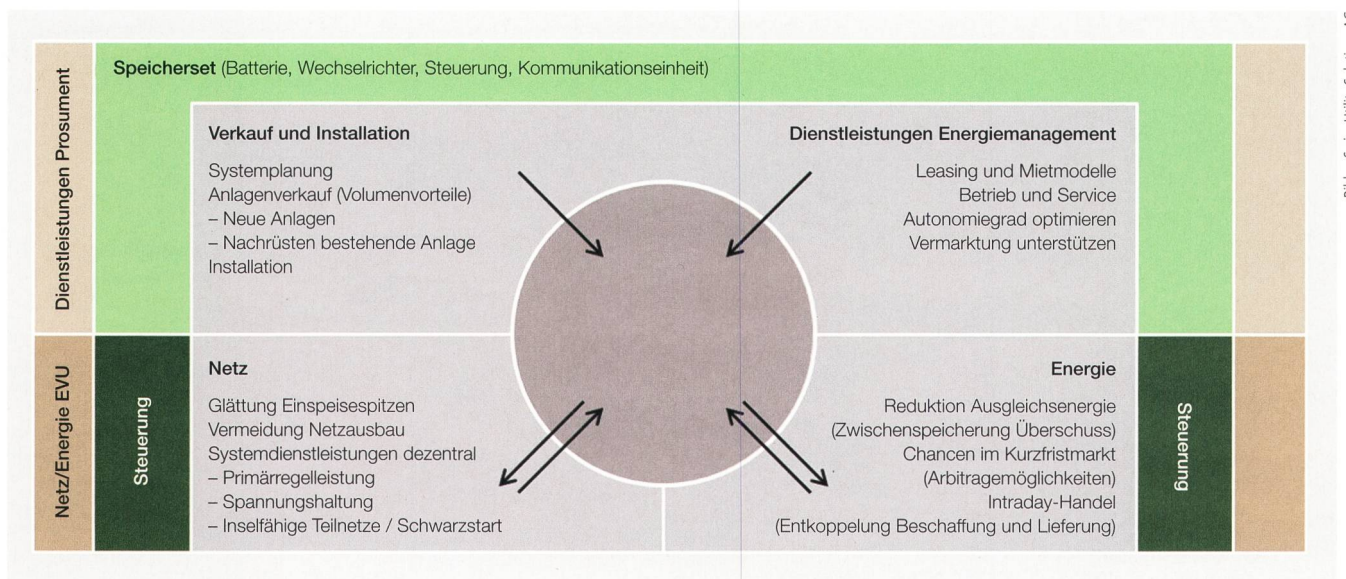 Speicherset (Batterie, Wechselrichter, Steuerung, Kommunikationseinheit)
Dienstleistungen Prosument
Verkauf und Installation
Systemplanung
Anlagenverkauf (Volumenvorteile)
– Neue Anlagen
– Nachrüsten bestehende Anlage
Installation
Dienstleistungen Energiemanagement
Leasing und Mietmodelle
Betrieb und Service
Autonomiegrad optimieren
Vermarktung unterstützen
Netz/Energie EVU
Steuerung
Netz
Glättung Einspeisespitzen
Vermeidung Netzausbau
Systemdienstleistungen dezentral
– Primärregelleistung
– Spannungshaltung
– Inselfähige Teilnetze / Schwarzstart
Energie
Reduktion Ausgleichsenergie
(Zwischenspeicherung Überschuss)
Chancen im Kurzfristmarkt
(Arbitragemöglichkeiten)
Intraday-Handel
(Entkoppelung Beschaffung und Lieferung)
Steuerung